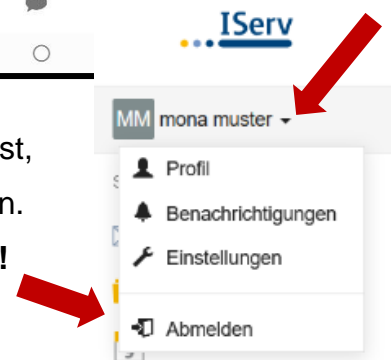 IServ
MM mona muster
st,
n.
!
Profil
Benachrichtigungen
Einstellungen
Abmelden